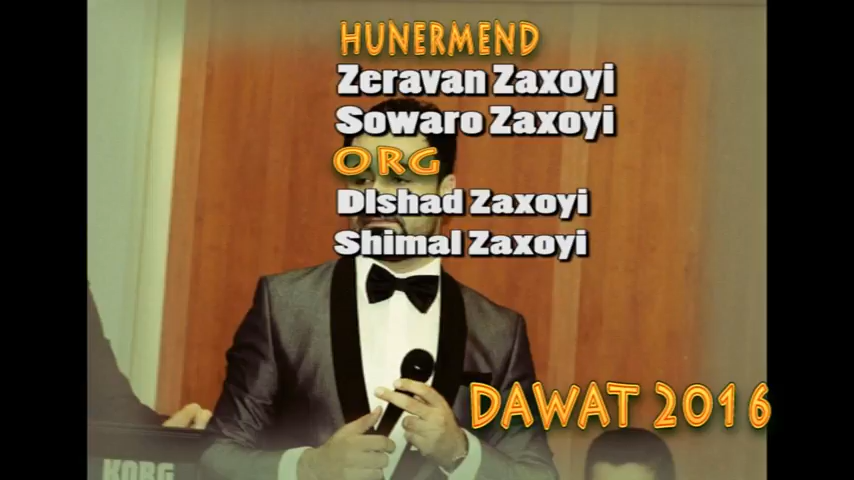 HUNERMEND
Zeravan Zaxoyi
Sowaro Zaxoyi
ORG
Dlshad Zaxoyi
Shimal Zaxoyi
DAWAT 2016
KORG